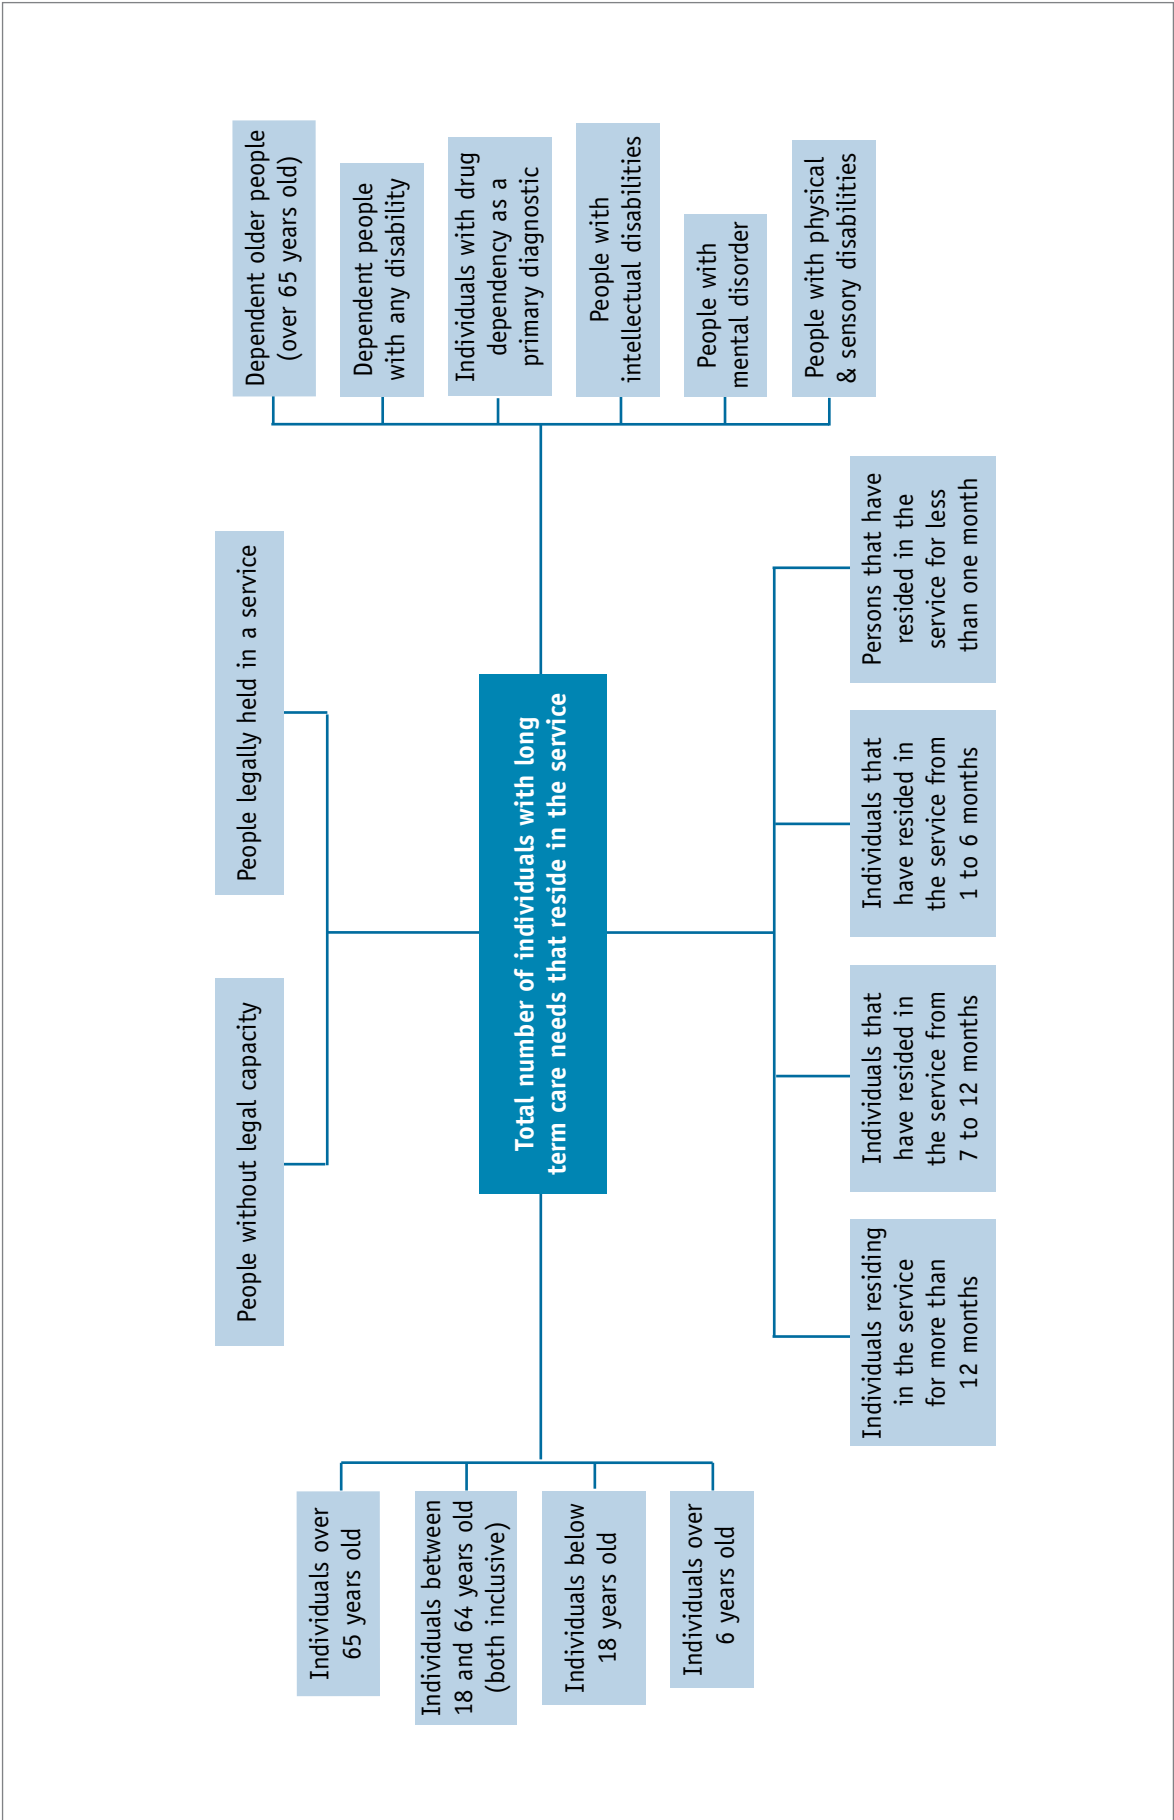 People without legal capacity
People legally held in a service
Individuals over
65 years old
Individuals between
18 and 64 years old
(both inclusive)
Individuals below
18 years old
Individuals over
6 years old
Total number of individuals with long
term care needs that reside in the service
Dependent older people
(over 65 years old)
Dependent people
with any disability
Individuals with drug
dependency as a
primary diagnostic
People with
intellectual disabilities
People with
mental disorder
People with physical
& sensory disabilities
Individuals residing
in the service
for more than
12 months
Individuals that
have resided in
the service from
7 to 12 months
Individuals that
have resided in
the service from
1 to 6 months
Persons that have
resided in the
service for less
than one month